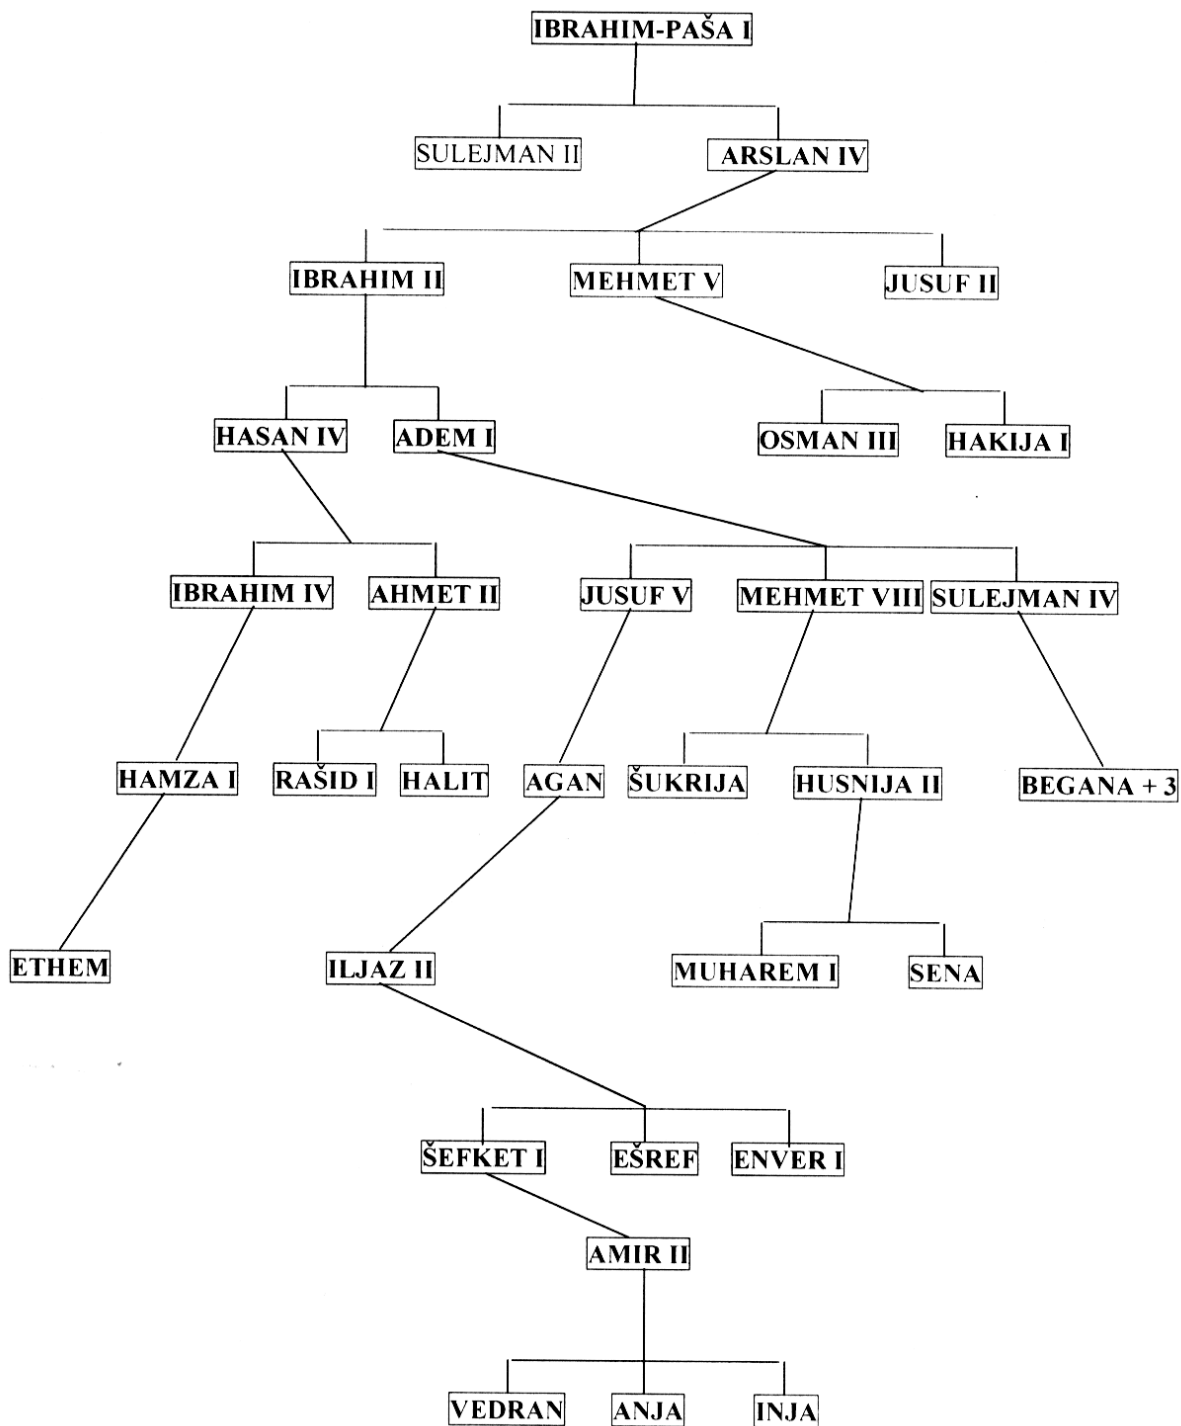 IBRAHIM-PAŠA I
SULEJMAN II
ARSLAN IV
IBRAHIM II
MEHMET V
JUSUF II
HASAN IV
ADEM I
OSMAN III
HAKIJA I
IBRAHIM IV
AHMET II
JUSUF V
MEHMET VIII
SULEJMAN IV
HAMZA I
RAŠID I
HALIT
AGAN
ŠUKRIJA
HUSNIJA II
BEGANA + 3
ETHEM
ILJAZ II
MUHAREM I
SENA
ŠEFKET I
EŠREF
ENVER I
AMIR II
VEDRAN
ANJA
INJA